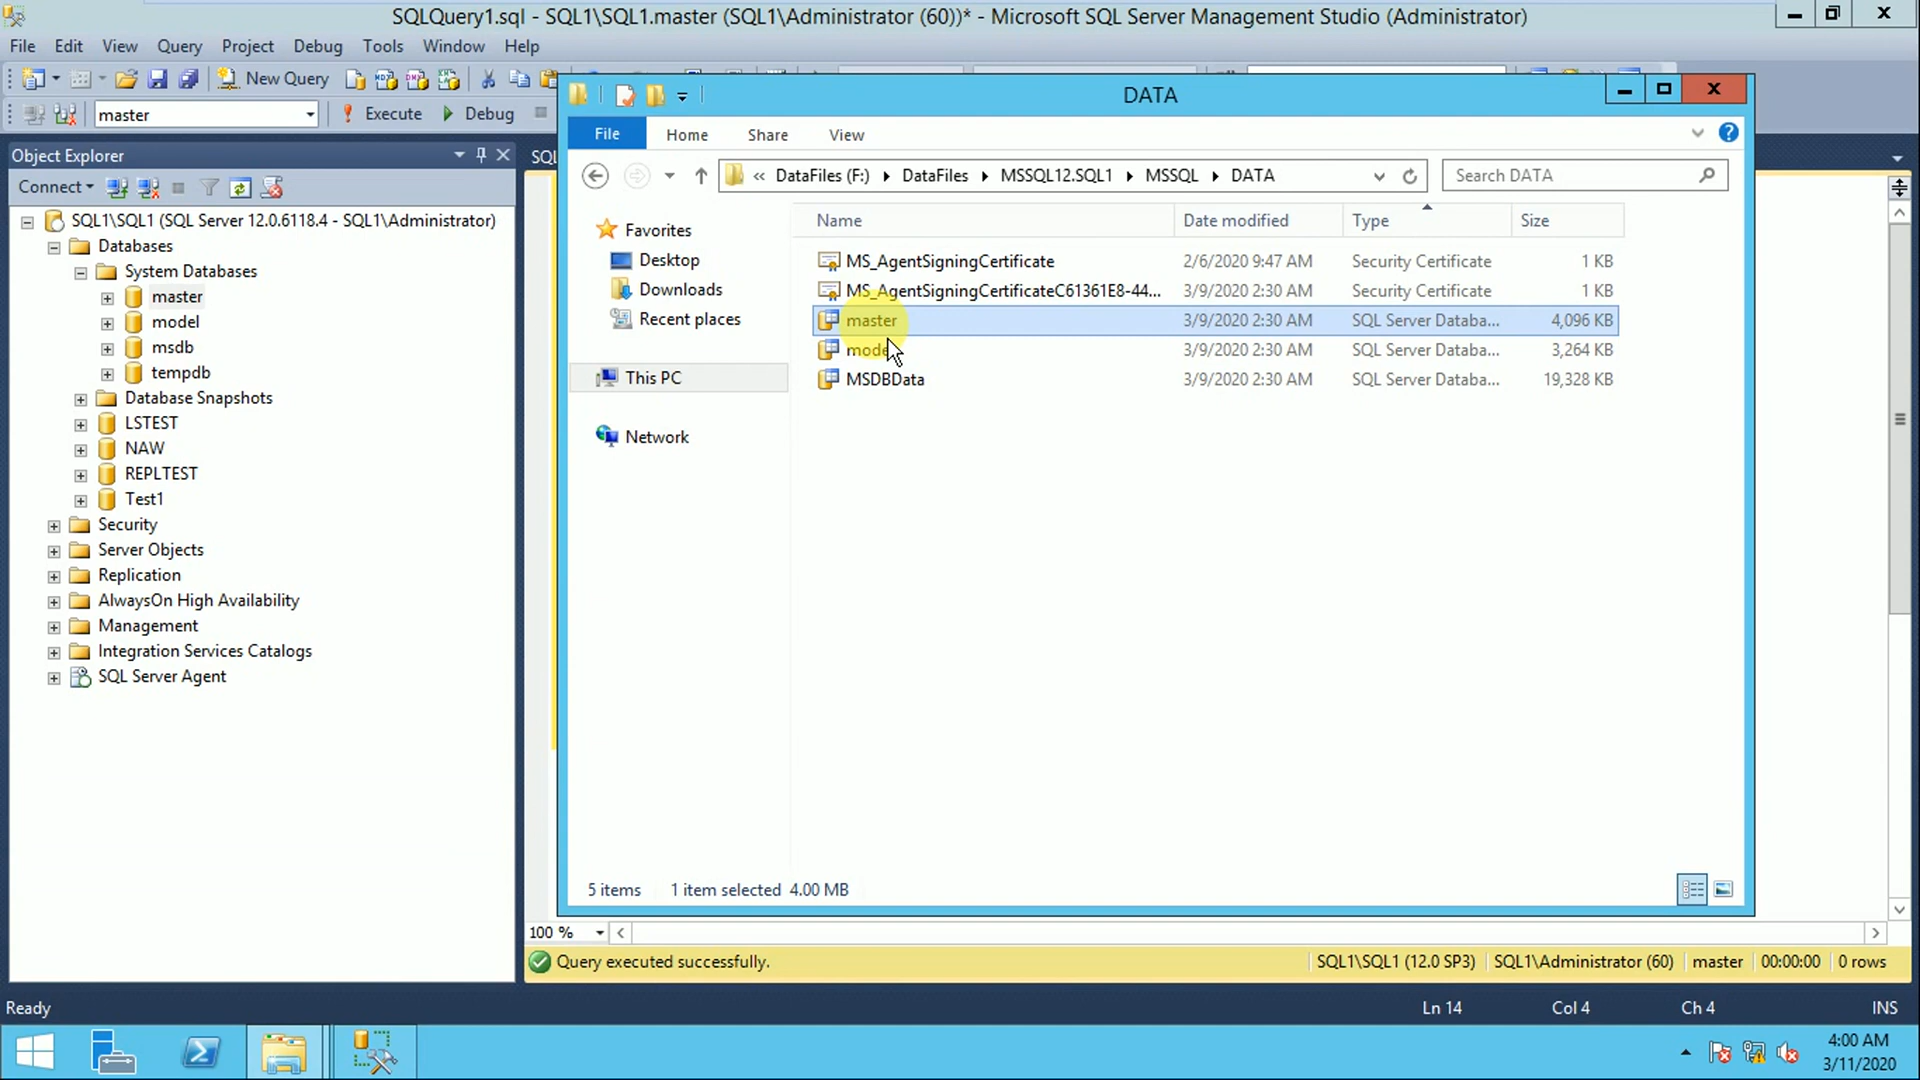 SQLQuery1.sql - SQL1\SQL1.master (SQL1\Administrator (60))* - Microsoft SQL Server Management Studio (Administrator)
File Edit View Query Project Debug Tools Window Help
New Query
master Execute Debug
Object Explorer
Connect
SQL1\SQL1 (SQL Server 12.0.6118.4 - SQL1\Administrator)
Databases
System Databases
master
model
msdb
tempdb
Database Snapshots
LSTEST
NAW
REPLTEST
Test1
Security
Server Objects
Replication
AlwaysOn High Availability
Management
Integration Services Catalogs
SQL Server Agent
SQL
DATA
File Home Share View
« DataFiles (F:) DataFiles MSSQL12.SQL1 MSSQL DATA
Search DATA
Favorites
Desktop
Downloads
Recent places
This PC
Network
Name Date modified Type Size
MS_AgentSigningCertificate 2/6/2020 9:47 AM Security Certificate 1 KB
MS_AgentSigningCertificateC61361E8-44... 3/9/2020 2:30 AM Security Certificate 1 KB
master 3/9/2020 2:30 AM SQL Server Databa... 4,096 KB
model 3/9/2020 2:30 AM SQL Server Databa... 3,264 KB
MSDBData 3/9/2020 2:30 AM SQL Server Databa... 19,328 KB
5 items 1 item selected 4.00 MB
100 %
Query executed successfully. SQL1\SQL1 (12.0 SP3) SQL1\Administrator (60) master 00:00:00 0 rows
Ready Ln 14 Col 4 Ch 4 INS
4:00 AM
3/11/2020